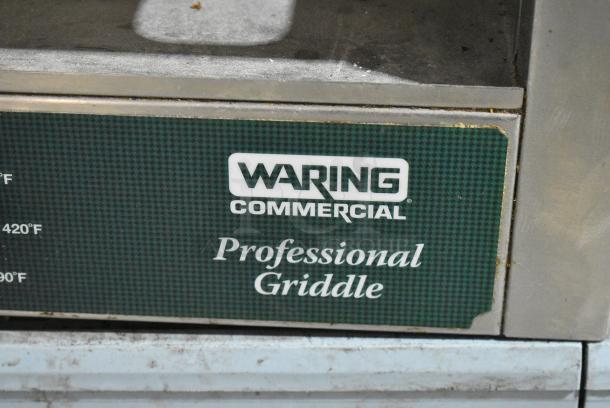 °F
WARING
COMMERCIAL®
420°F
Professional
90°F
Griddle